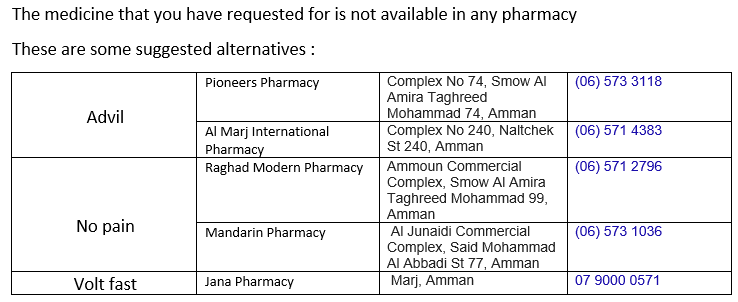 The medicine that you have requested for is not available in any pharmacy
These are some suggested alternatives :
Advil
Pioneers Pharmacy
Complex No 74, Smow Al
Amira Taghreed
Mohammad 74, Amman
(06) 573 3118
Al Marj International
Pharmacy
Complex No 240, Naltchek
St 240, Amman
(06) 571 4383
No pain
Raghad Modern Pharmacy
Ammoun Commercial
Complex, Smow Al Amira
Taghreed Mohammad 99,
Amman
(06) 571 2796
Mandarin Pharmacy
Al Junaidi Commercial
Complex, Said Mohammad
Al Abbadi St 77, Amman
(06) 573 1036
Volt fast
Jana Pharmacy
Marj, Amman
07 9000 0571